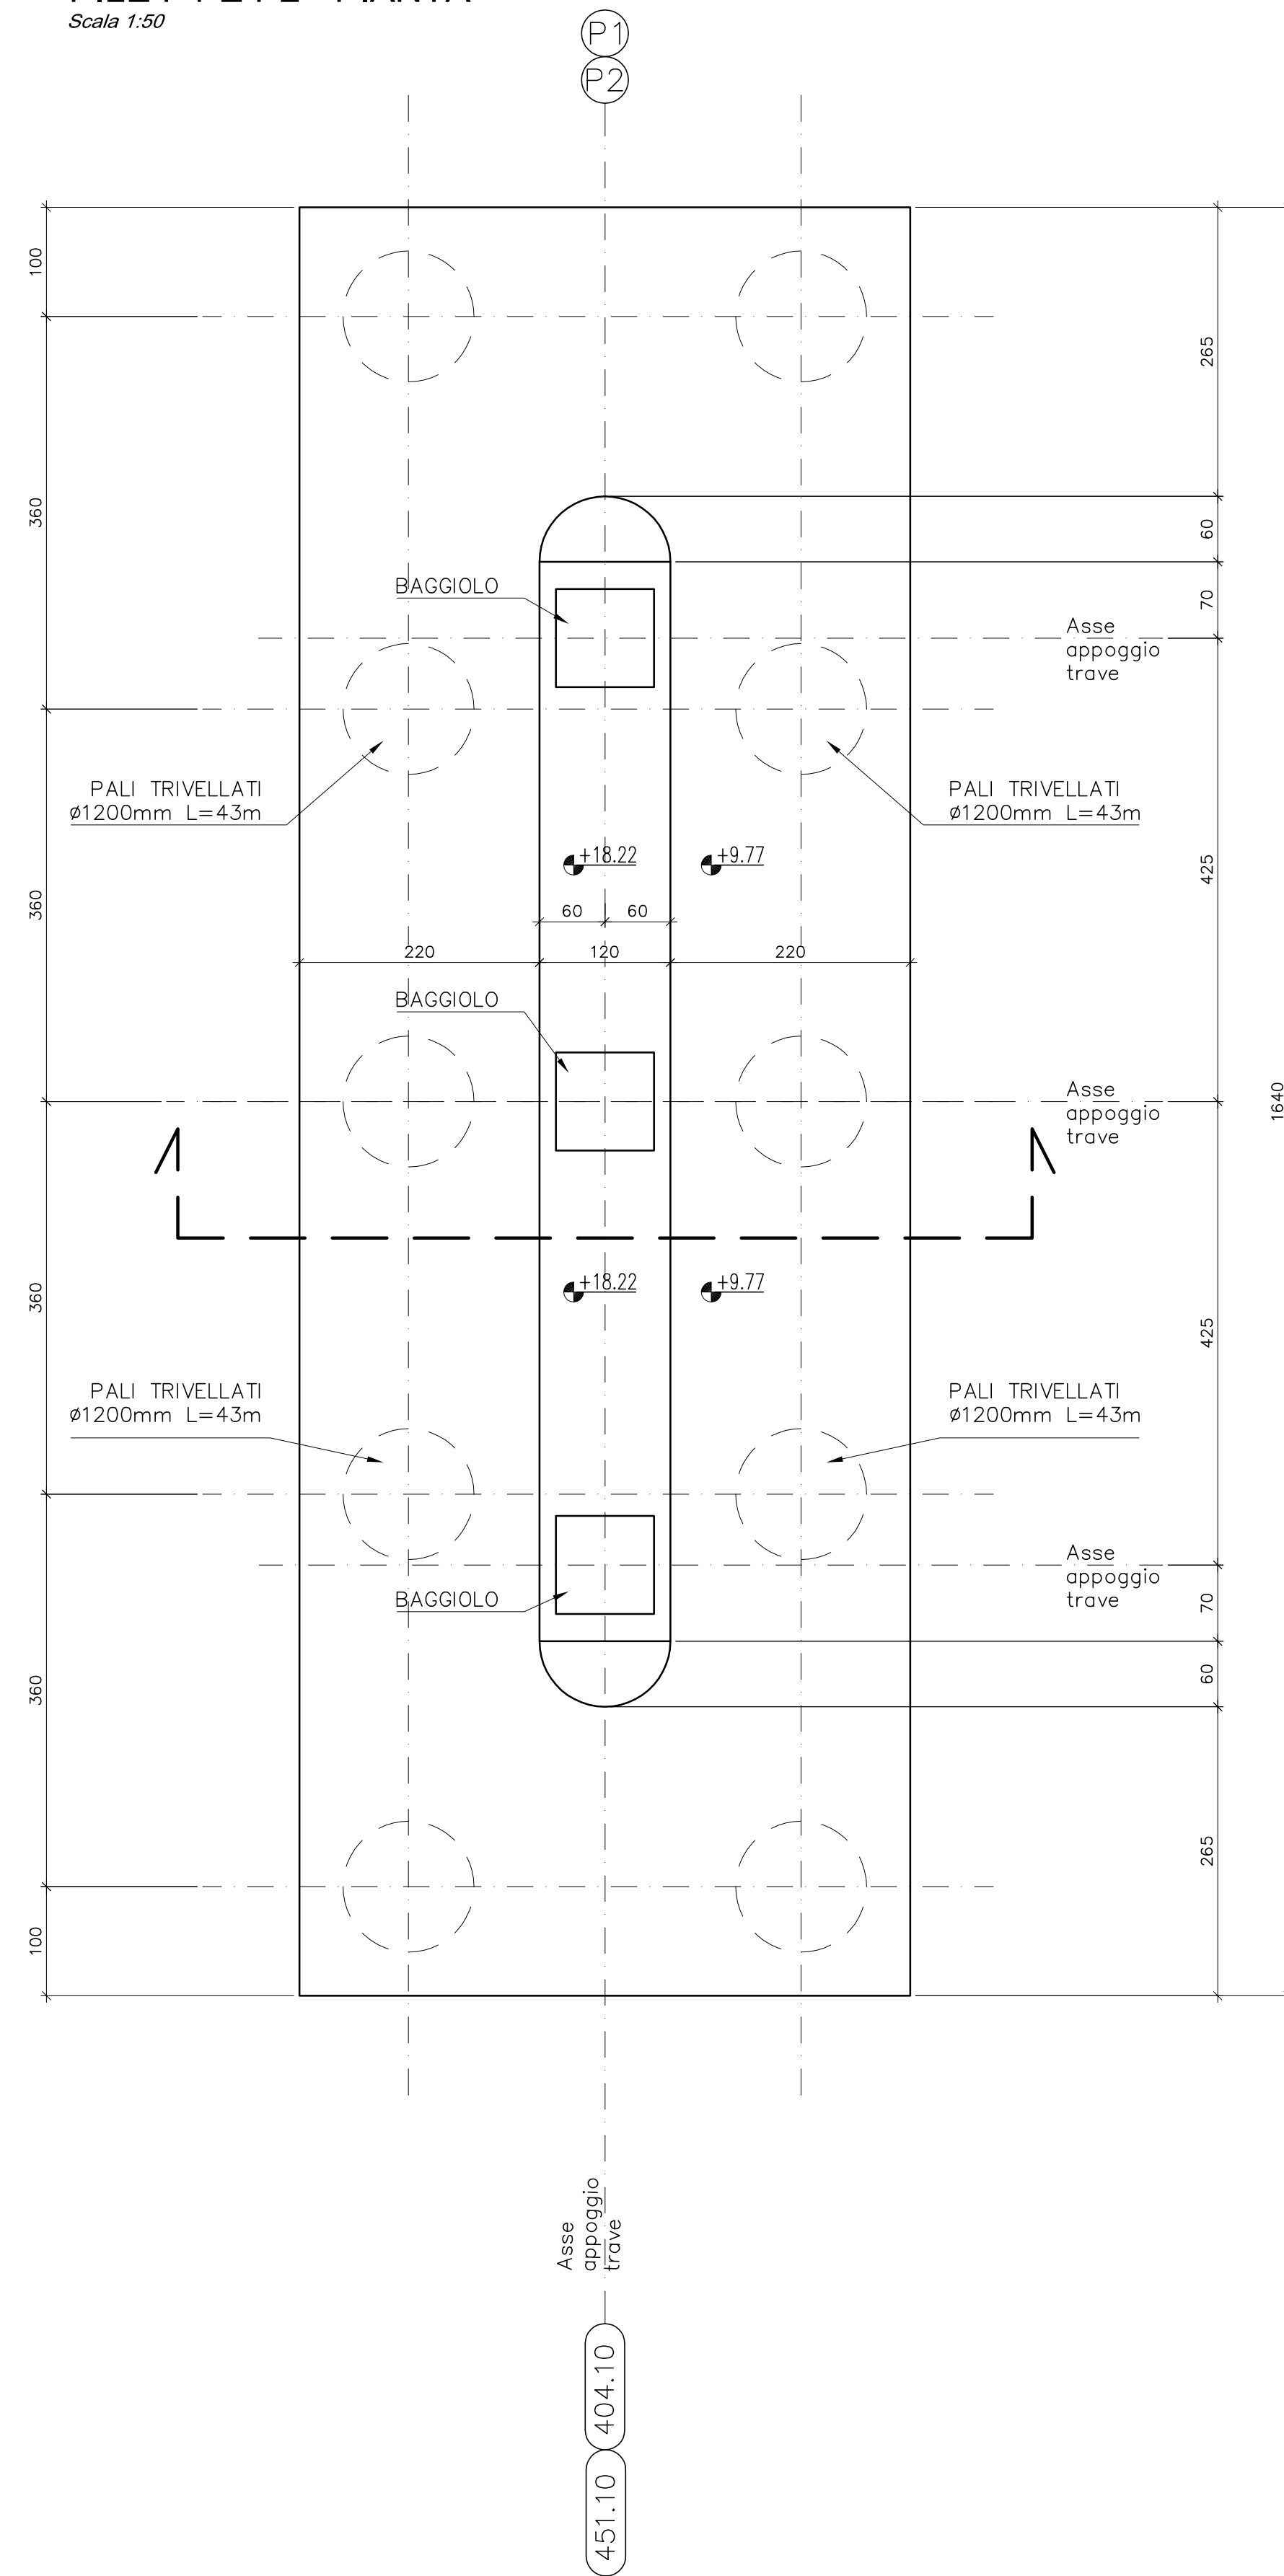 Scala 1:50
P1
P2
100
265
360
60
BAGGIOLO
70
Asse
appoggio
trave
PALI TRIVELLATI
ø1200mm L=43m
PALI TRIVELLATI
ø1200mm L=43m
+18.22
+9.77
425
360
60
60
220
120
220
BAGGIOLO
Asse
appoggio
trave
1640
+18.22
+9.77
360
425
PALI TRIVELLATI
ø1200mm L=43m
PALI TRIVELLATI
ø1200mm L=43m
Asse
appoggio
trave
BAGGIOLO
70
360
60
265
100
Asse
appoggio
trave
404.10
451.10